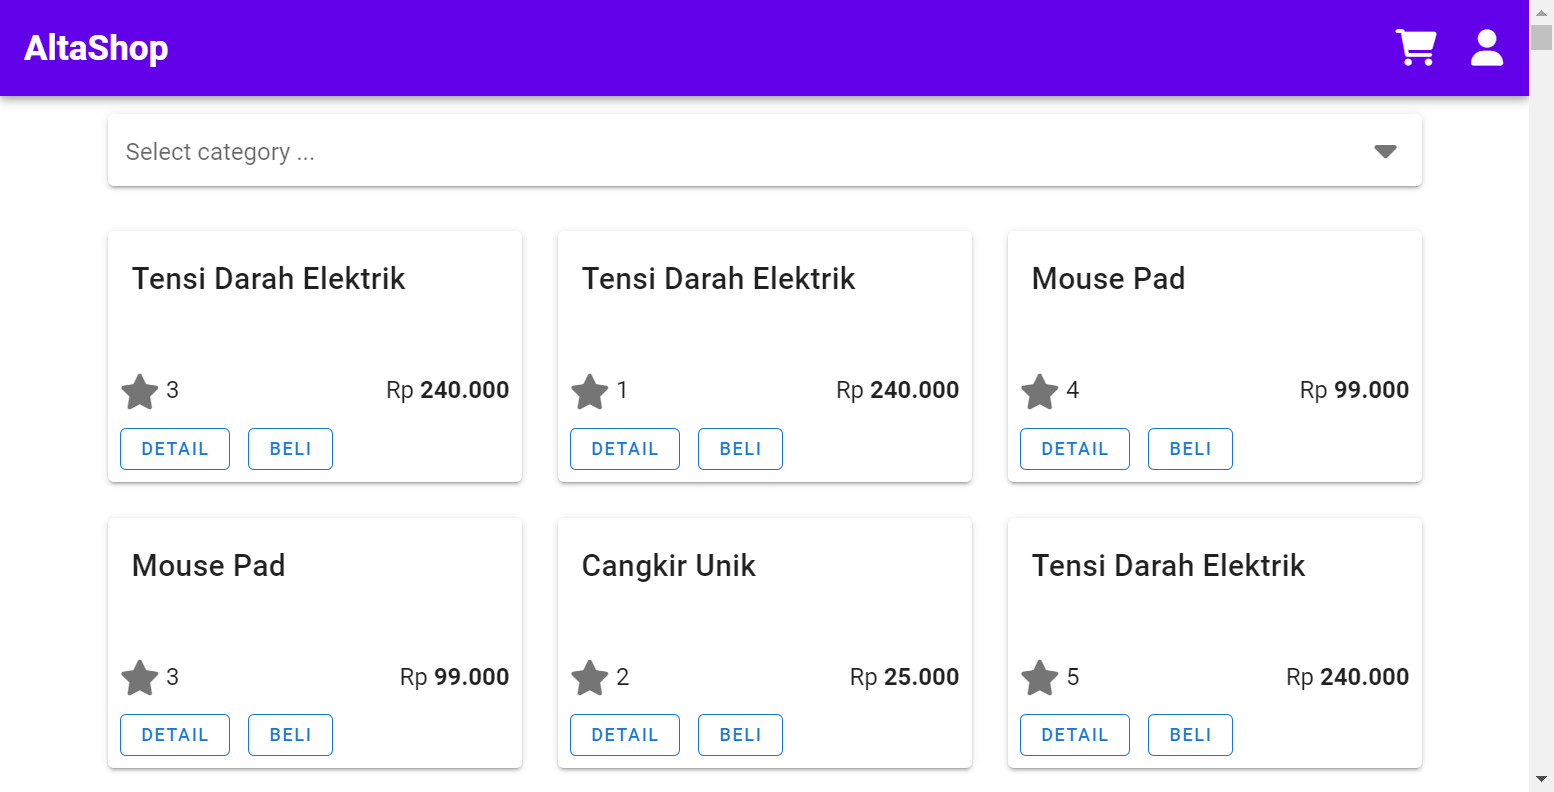 AltaShop
Select category ...
Tensi Darah Elektrik
3
Rp 240.000
DETAIL
BELI
Tensi Darah Elektrik
1
Rp 240.000
DETAIL
BELI
Mouse Pad
4
Rp 99.000
DETAIL
BELI
Mouse Pad
3
Rp 99.000
DETAIL
BELI
Cangkir Unik
2
Rp 25.000
DETAIL
BELI
Tensi Darah Elektrik
5
Rp 240.000
DETAIL
BELI